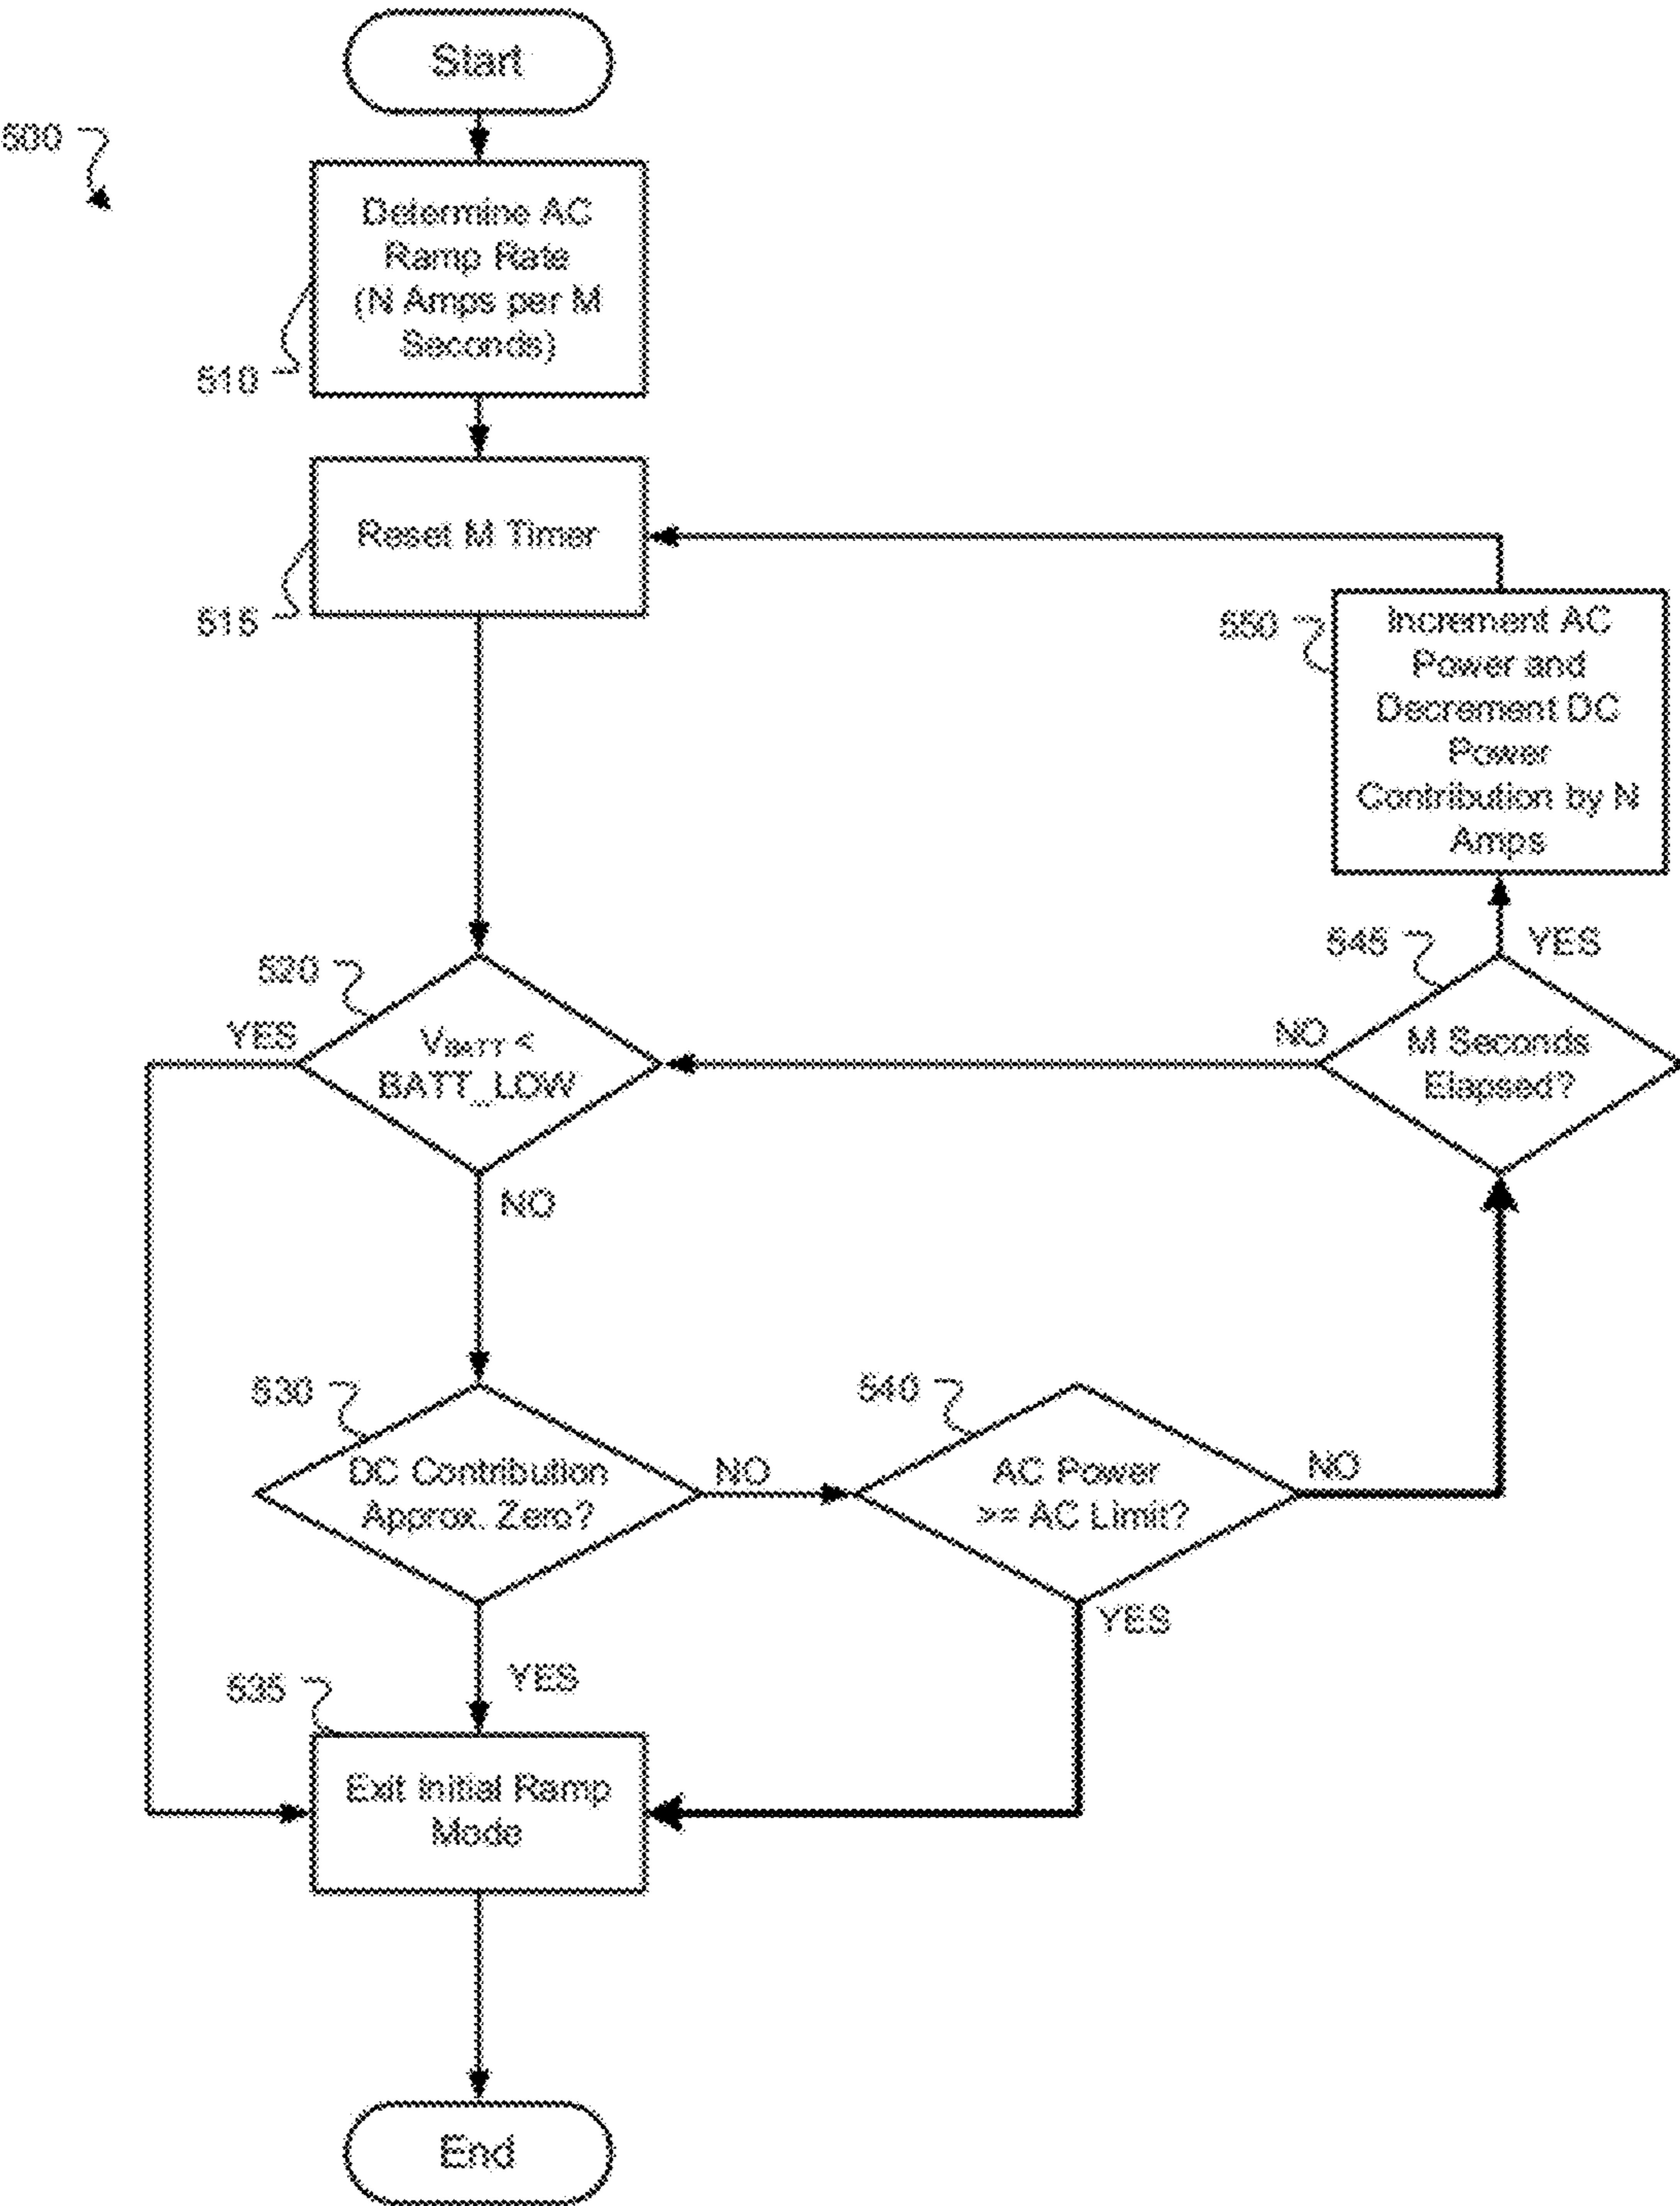 Start
500
Determine AC
Ramp Rate
(N Amps per M
Seconds)
510
Reset M Timer
515
550
Increment AC
Power and
Decrement DC
Power
Contribution by N
Amps
545
YES
520
YES
VBATT <
BATT_LOW
NO
M Seconds
Elapsed?
NO
530
DC Contribution
Approx. Zero?
NO
540
AC Power
>= AC Limit?
NO
YES
YES
535
Exit Initial Ramp
Mode
End